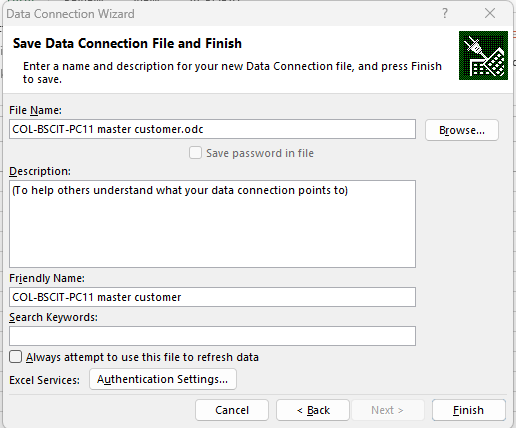 Data Connection Wizard
?
Save Data Connection File and Finish
Enter a name and description for your new Data Connection file, and press Finish
to save.
File Name:
COL-BSCIT-PC11 master customer.odc
Browse...
Save password in file
Description:
(To help others understand what your data connection points to)
Friendly Name:
COL-BSCIT-PC11 master customer
Search Keywords:
Always attempt to use this file to refresh data
Excel Services: Authentication Settings...
Cancel < Back Next > Finish